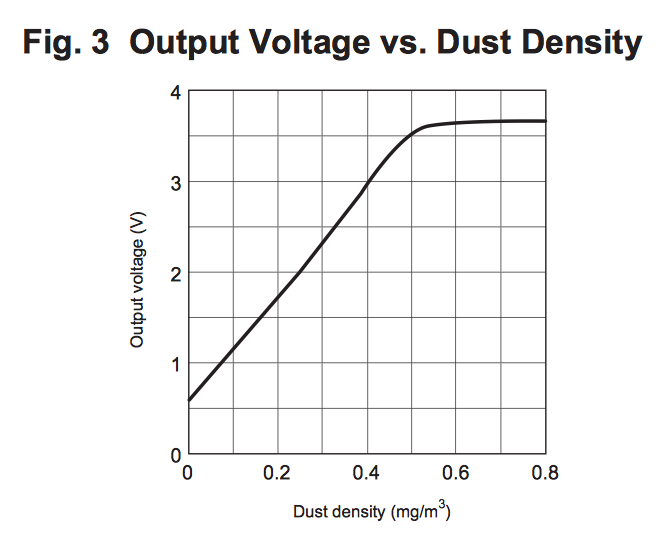 Fig. 3 Output Voltage vs. Dust Density
4
3
2
1
0
Output voltage (V)
0 0.2 0.4 0.6 0.8
Dust density (mg/m³)